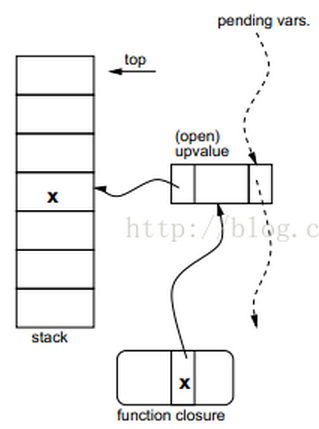 pending vars.
top
(open)
upvalue
x
http://blog.c
stack
x
function closure